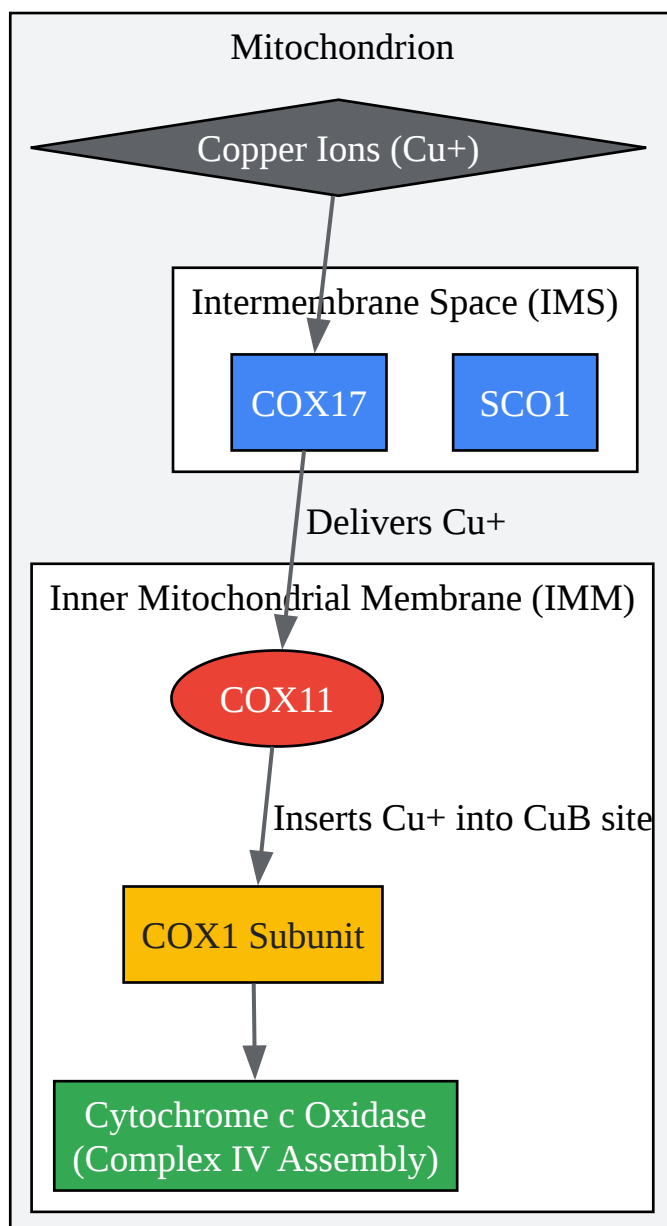 Mitochondrion
Copper Ions (Cu+)
Intermembrane Space (IMS)
COX17
SCO1
Delivers Cu+
Inner Mitochondrial Membrane (IMM)
COX11
Inserts Cu+ into CuB site
COX1 Subunit
Cytochrome c Oxidase
(Complex IV Assembly)